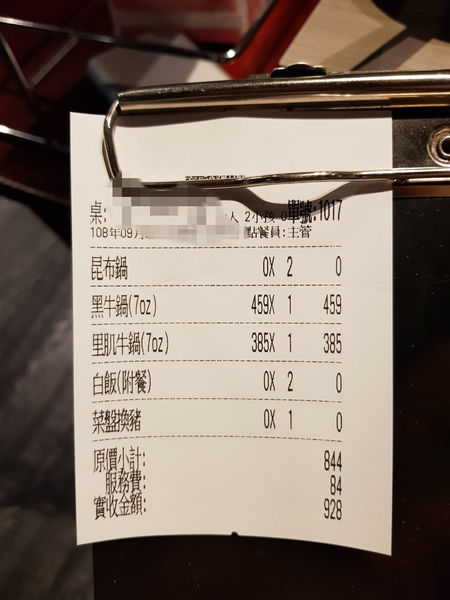 桌: 人 2小孩 0 單號:1017
108年09月 點餐員:主管
昆布鍋 0X 2 0
黑牛鍋(7oz) 459X 1 459
里肌牛鍋(7oz) 385X 1 385
白飯(附餐) 0X 2 0
菜盤換豬 0X 1 0
原價小計: 844
服務費: 84
實收金額: 928